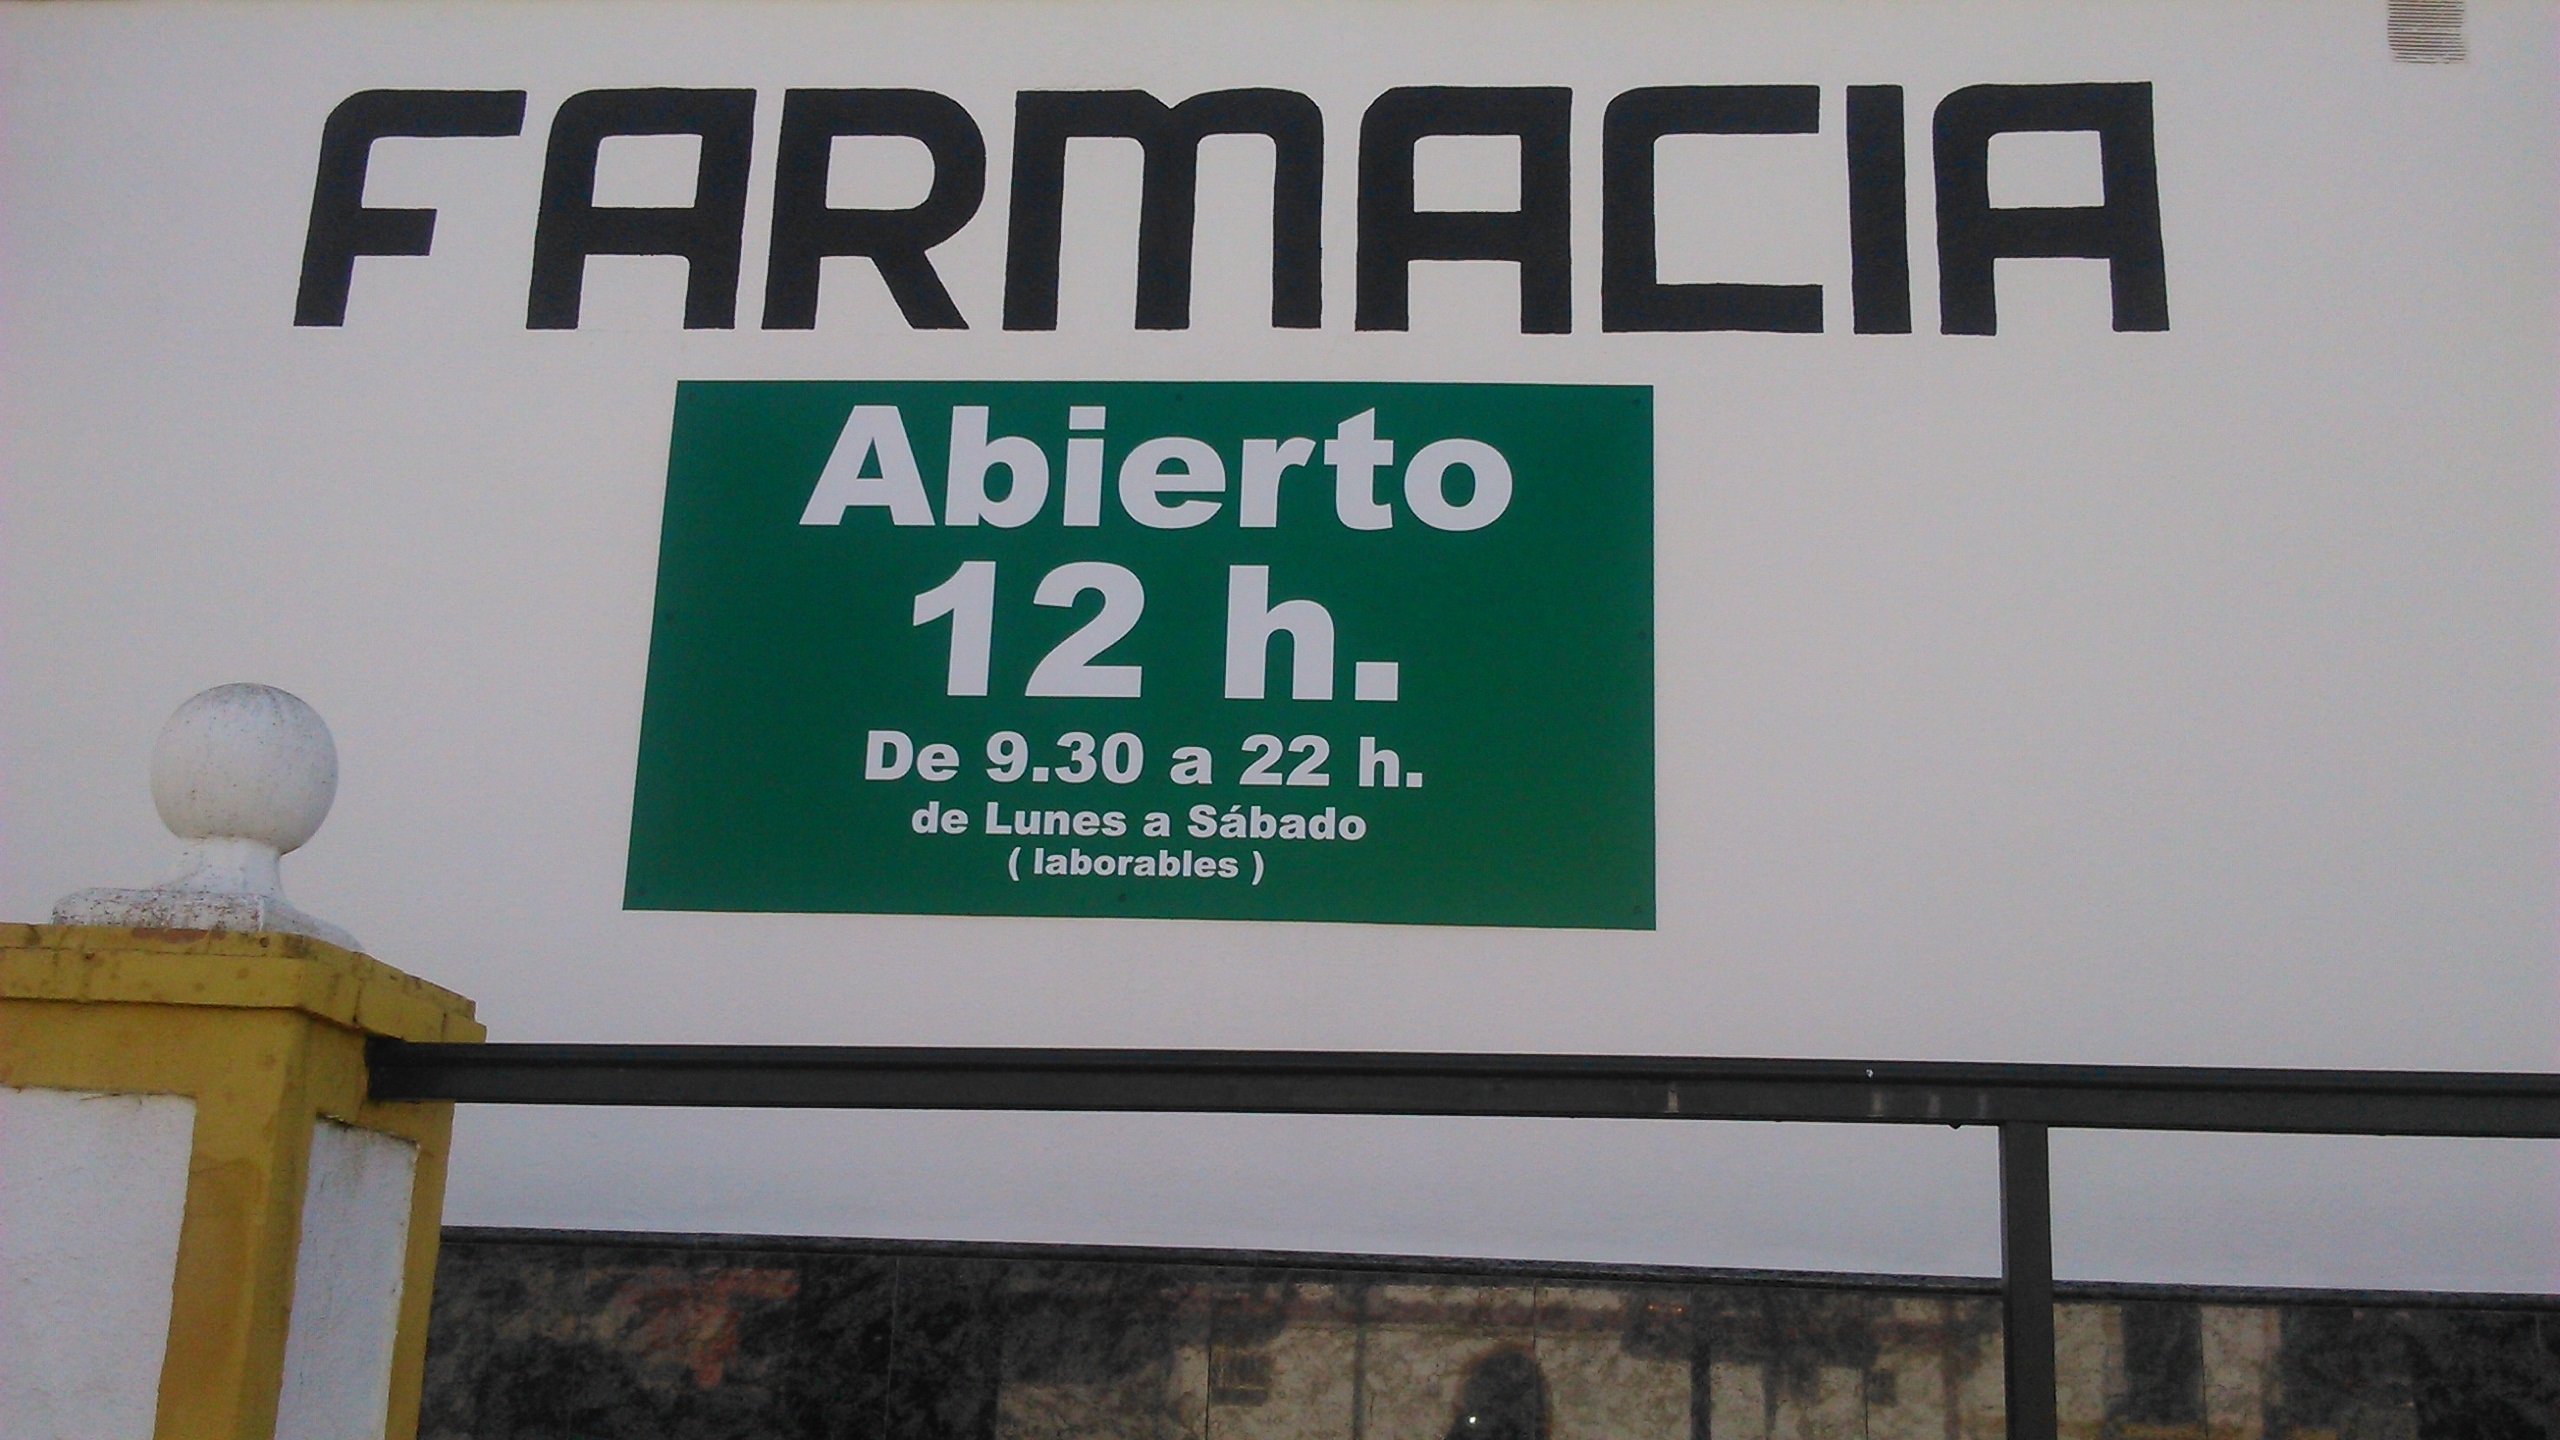 FARMACIA
Abierto
12 h.
De 9.30 a 22 h.
de Lunes a Sábado
( laborables )